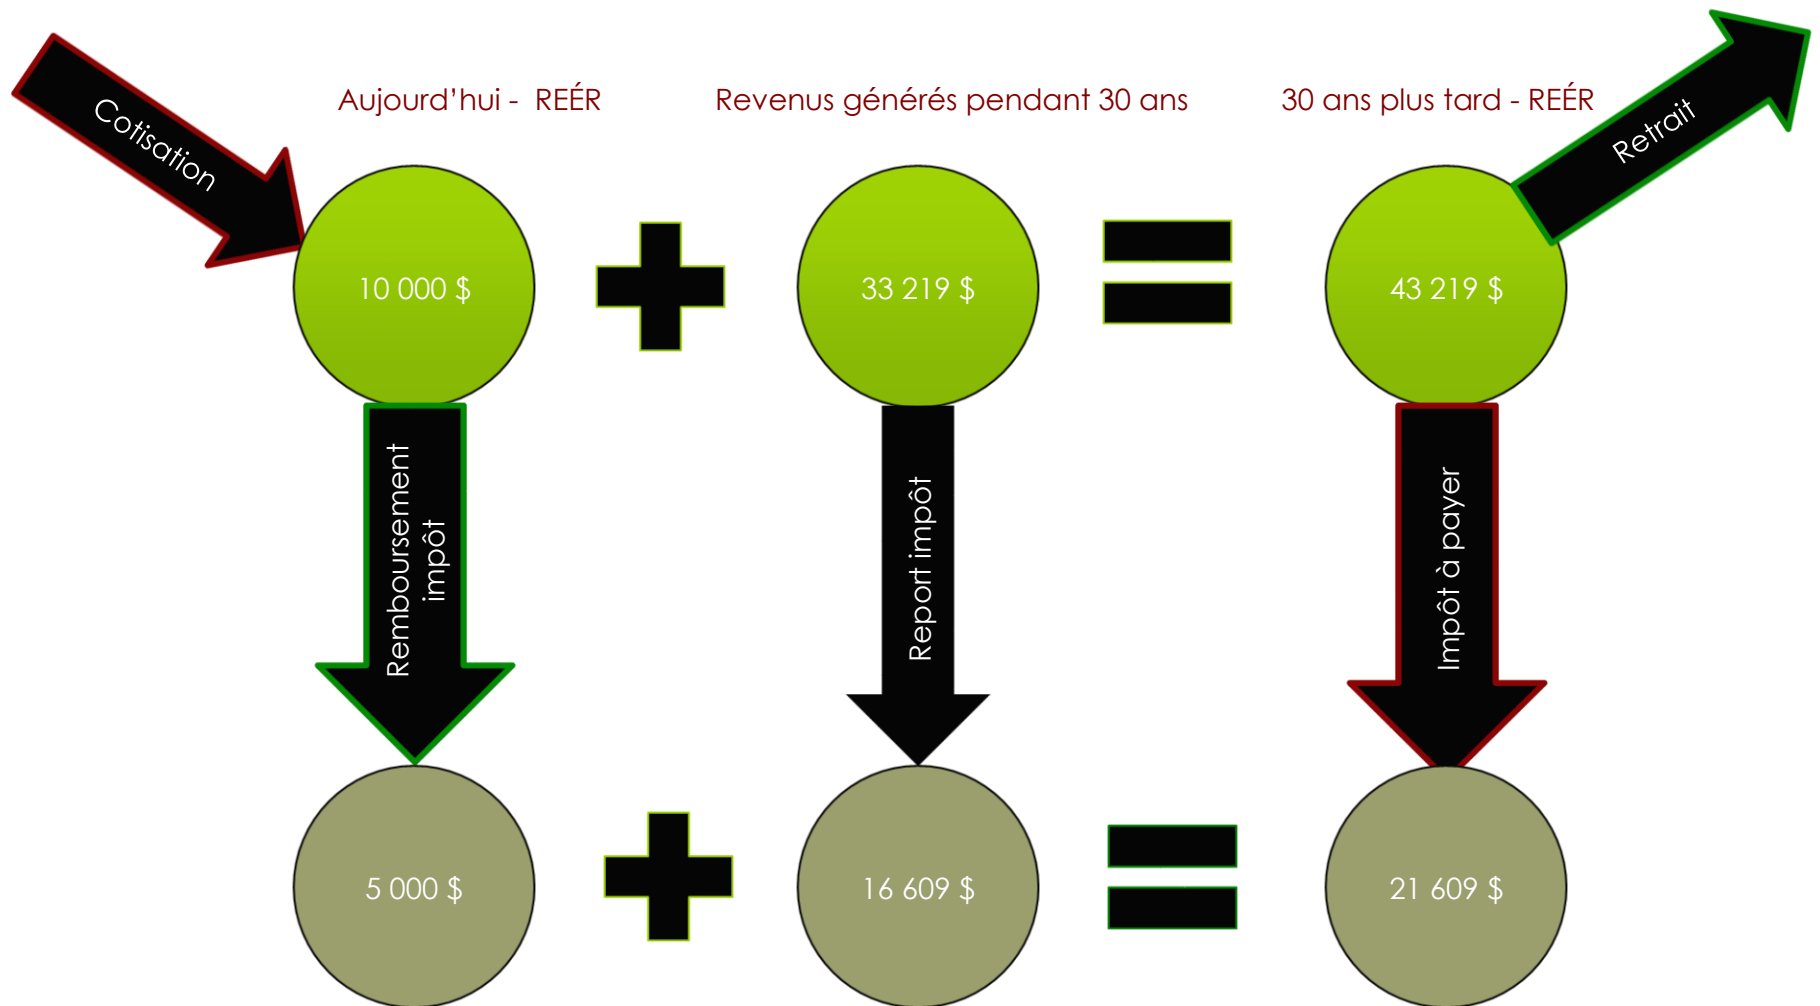 Aujourd’hui - REÉR
Revenus générés pendant 30 ans
30 ans plus tard - REÉR
Cotisation
Retrait
10 000 $
33 219 $
43 219 $
Remboursement
impôt
Report impôt
Impôt à payer
5 000 $
16 609 $
21 609 $